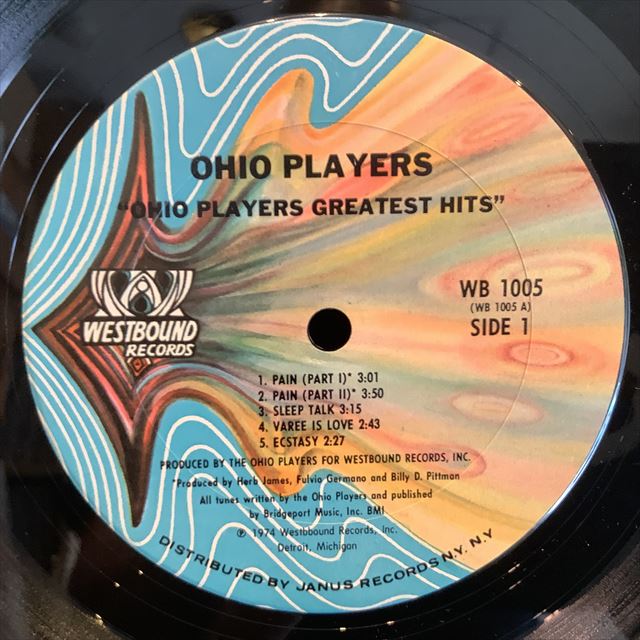 OHIO PLAYERS
"OHIO PLAYERS GREATEST HITS"
WB 1005
(WB 1005 A)
SIDE 1
WESTBOUND
RECORDS
1. PAIN (PART I)* 3:01
2. PAIN (PART II)* 3:50
3. SLEEP TALK 3:15
4. VAREE IS LOVE 2:43
5. ECSTASY 2:27
PRODUCED BY THE OHIO PLAYERS FOR WESTBOUND RECORDS, INC.
*Produced by Herb James, Fulvio Germano and Billy D. Pittman
All tunes written by the Ohio Players and published
by Bridgeport Music, Inc. BMI
℗ 1974 Westbbound Records, Inc.
Detroit, Michigan
DISTRIBUTED BY JANUS RECORDS N.Y. N.Y